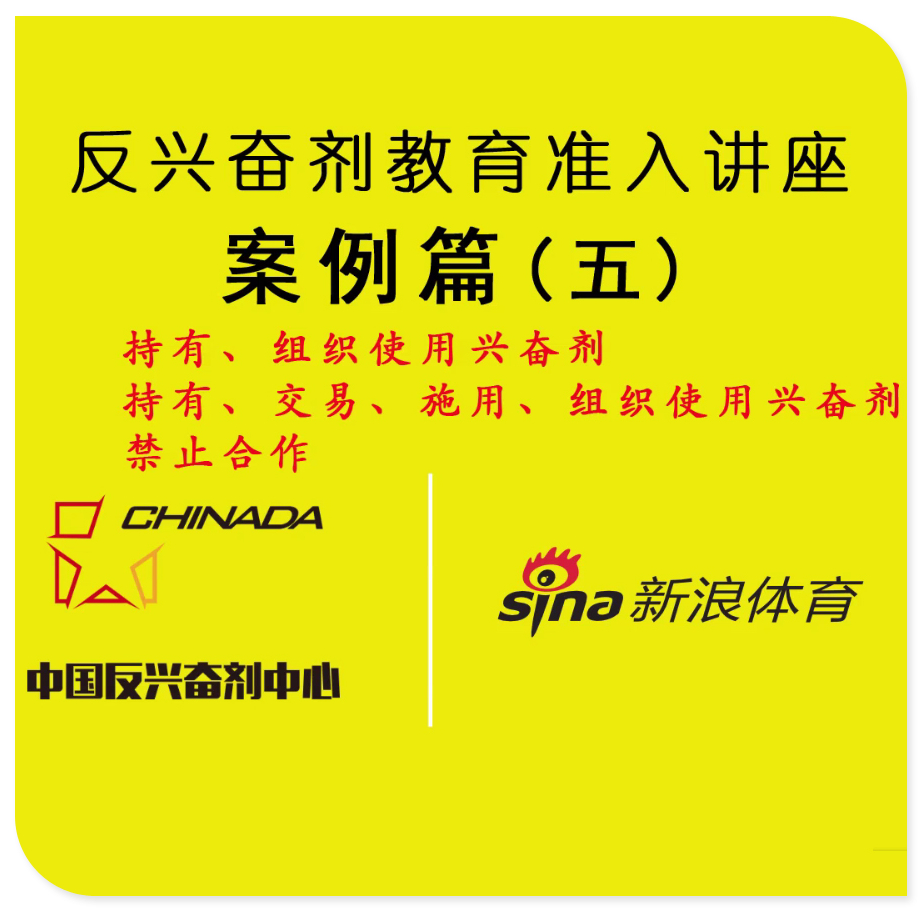 反兴奋剂教育准入讲座
案例篇（五）
持有、组织使用兴奋剂
持有、交易、施用、组织使用兴奋剂
禁止合作
CHINADA
中国反兴奋剂中心
sina新浪体育